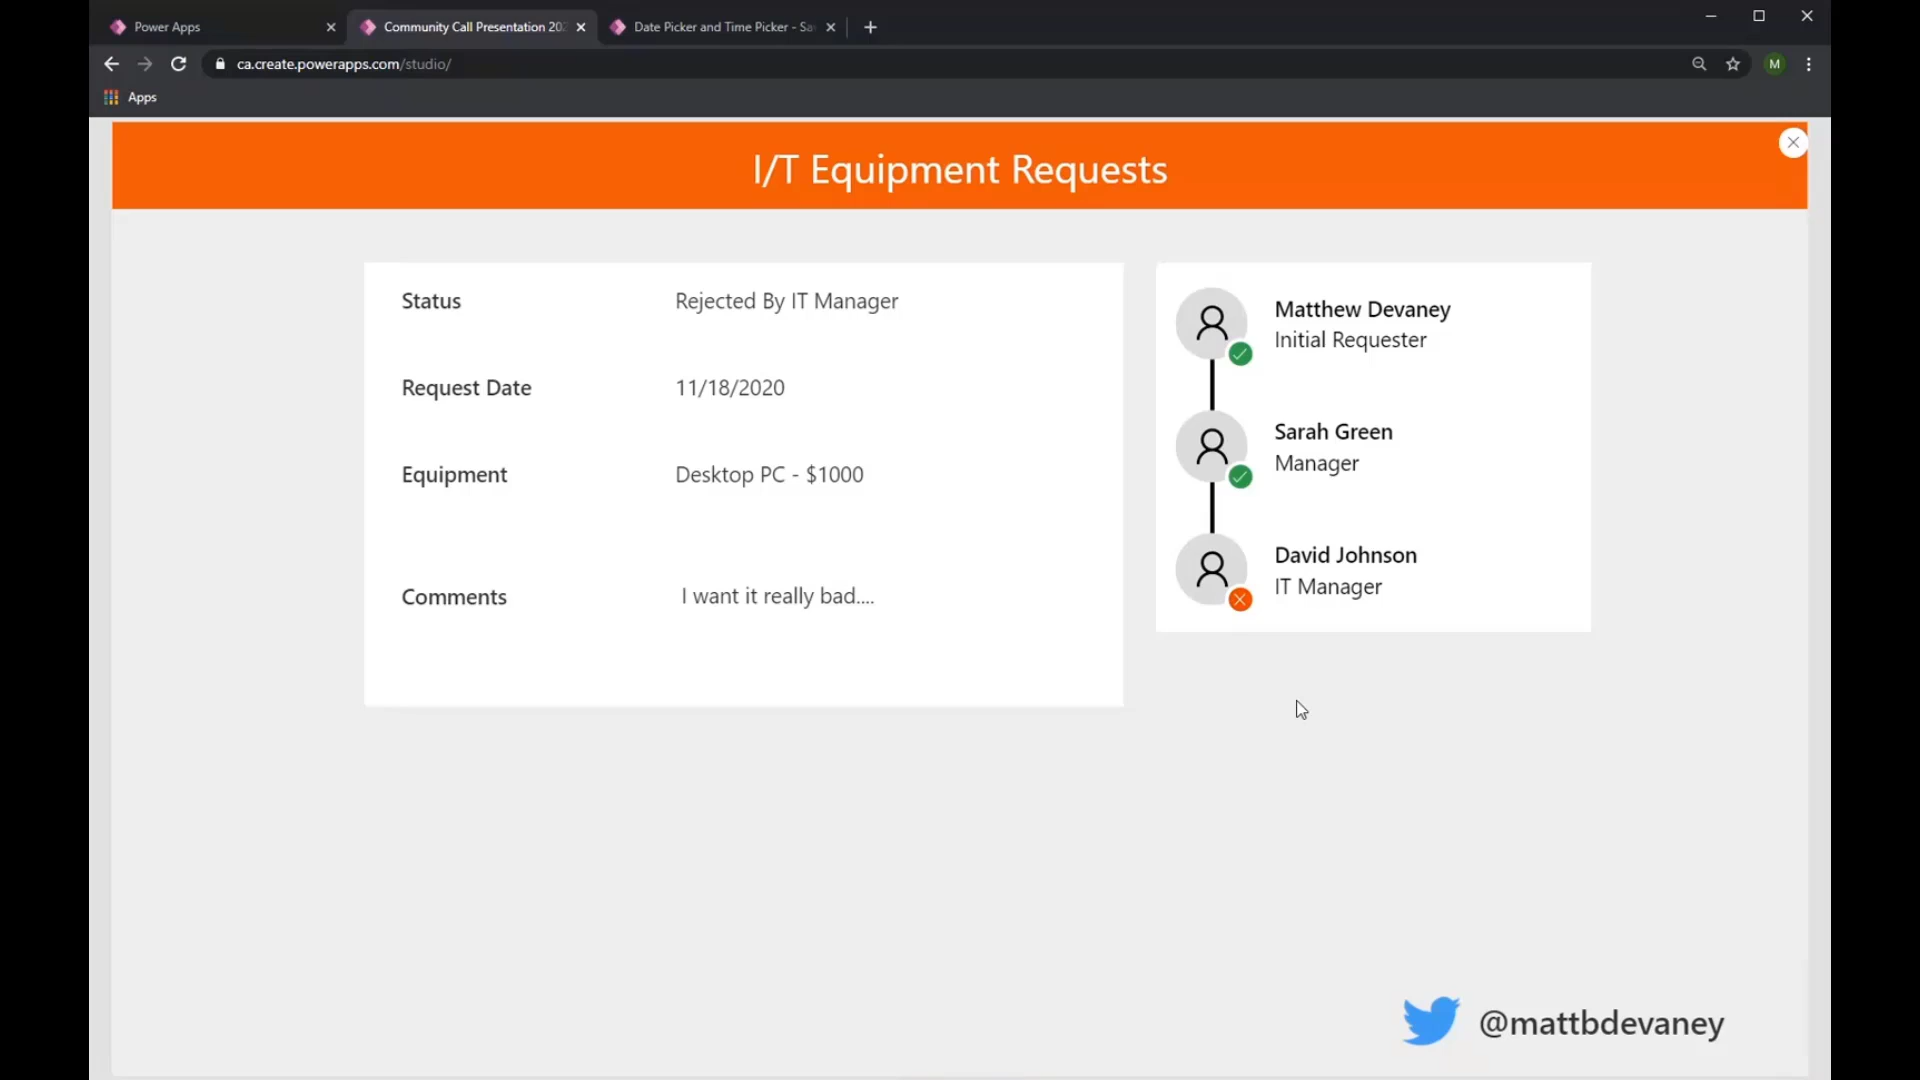 Power Apps
Community Call Presentation 202
Date Picker and Time Picker - Sa
ca.create.powerapps.com/studio/
M
Apps
I/T Equipment Requests
Status Rejected By IT Manager
Request Date 11/18/2020
Equipment Desktop PC - $1000
Comments I want it really bad....
Matthew Devaney
Initial Requester
Sarah Green
Manager
David Johnson
IT Manager
@mattbdevaney